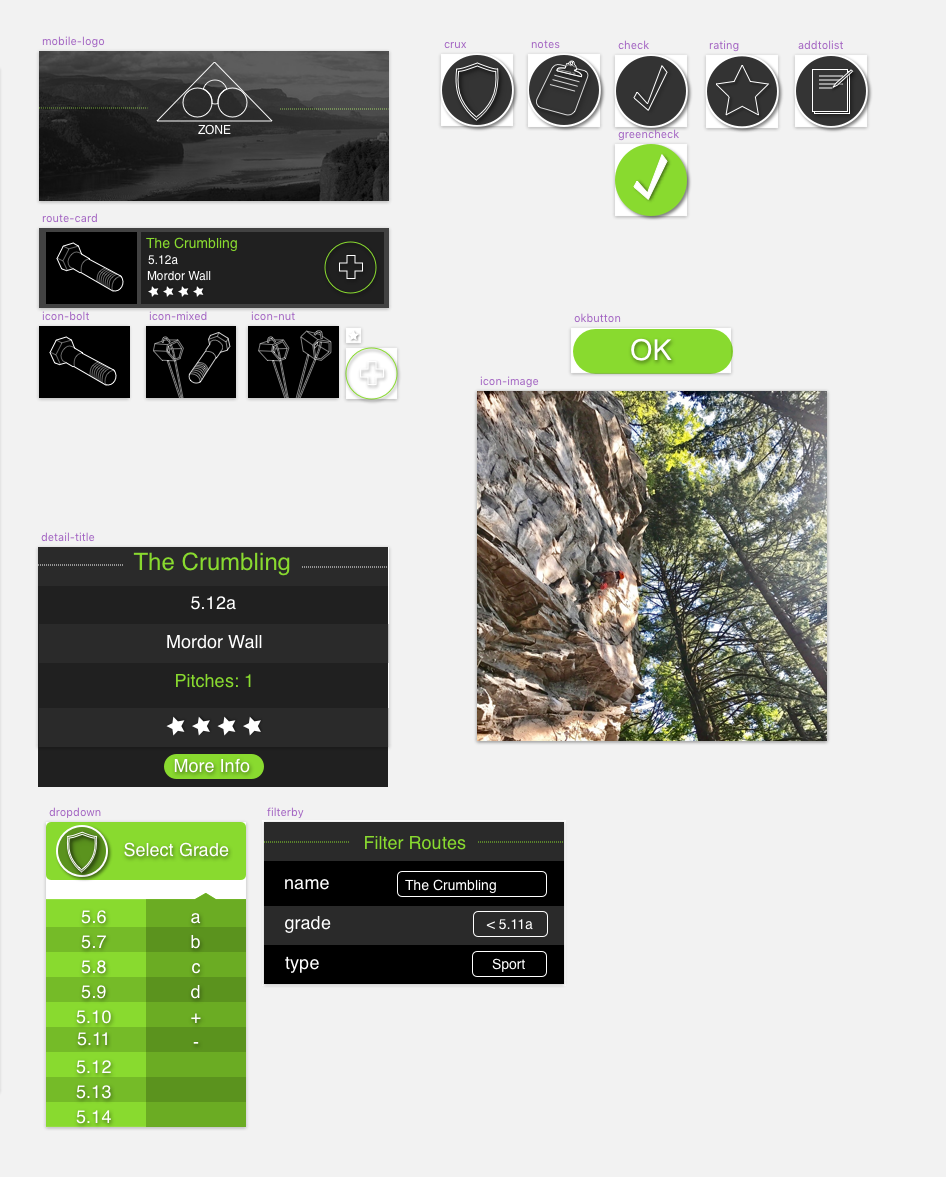 mobile-logo
ZONE
crux
notes
check
rating
addtolist
greencheck
route-card
The Crumbling
5.12a
Mordor Wall
icon-bolt
icon-mixed
icon-nut
okbutton
OK
icon-image
detail-title
The Crumbling
5.12a
Mordor Wall
Pitches: 1
More Info
dropdown
Select Grade
5.6 a
5.7 b
5.8 c
5.9 d
5.10 +
5.11 -
5.12
5.13
5.14
filterby
Filter Routes
name The Crumbling
grade < 5.11a
type Sport